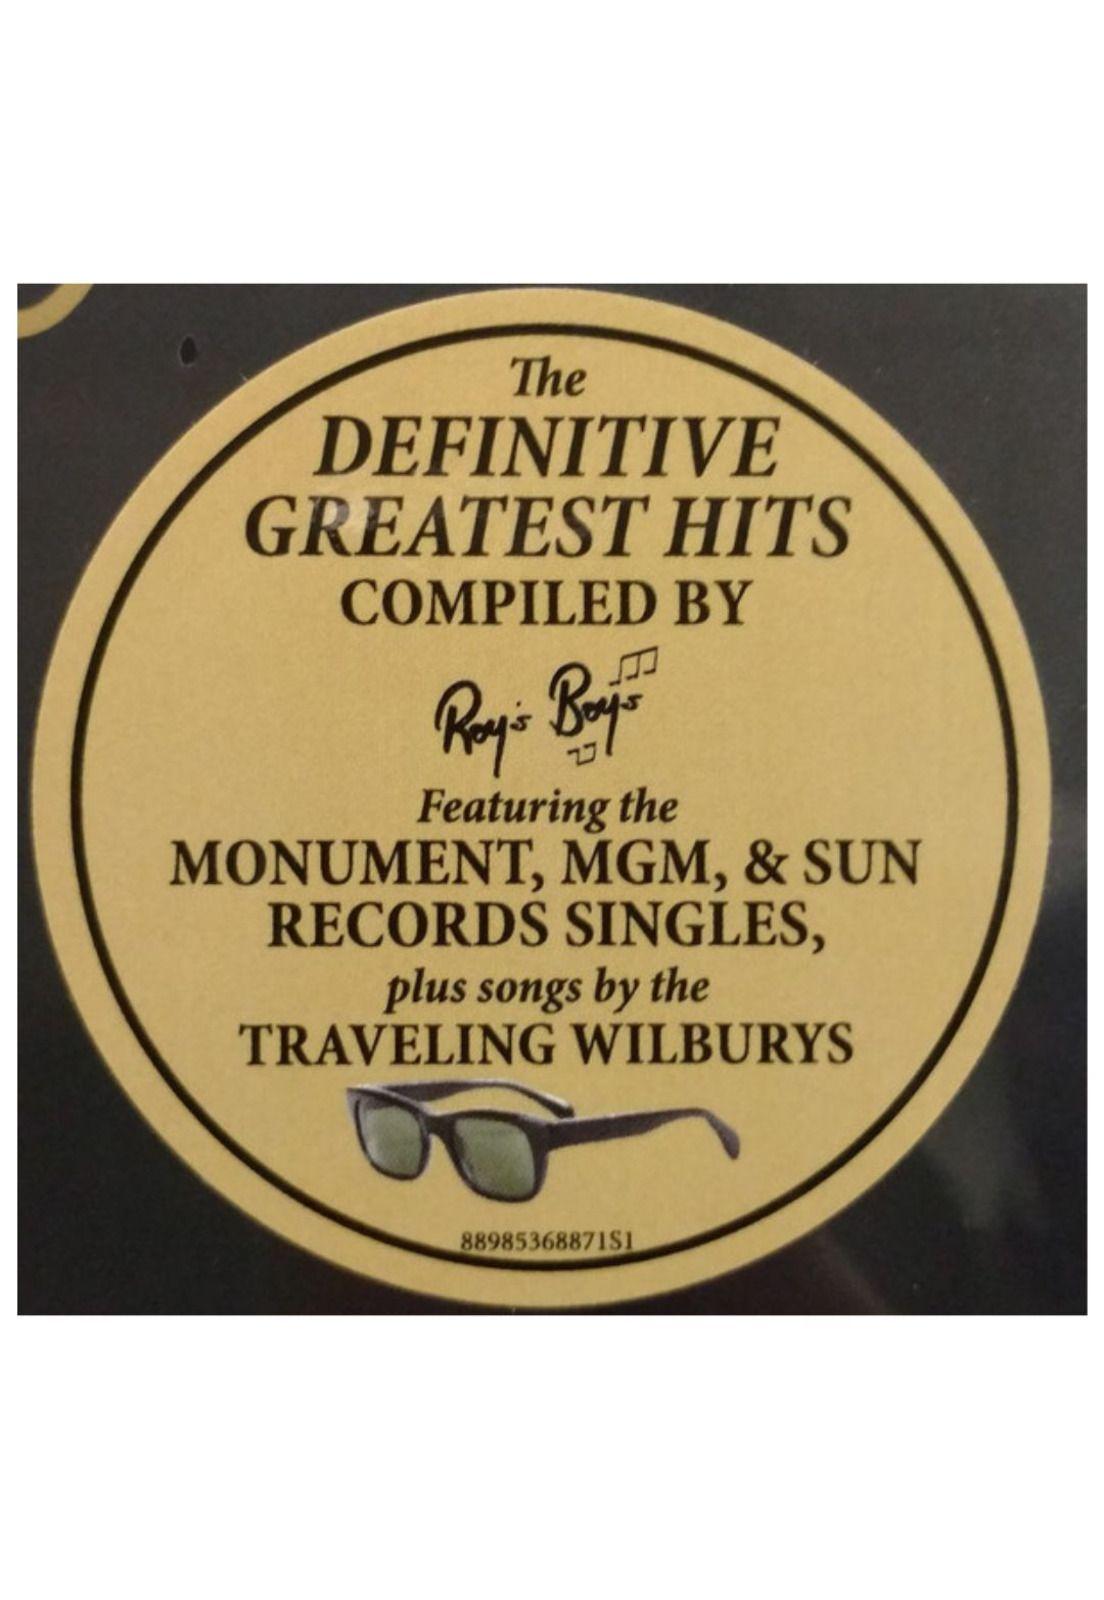 The
DEFINITIVE
GREATEST HITS
COMPILED BY
Roy's Boys
Featuring the
MONUMENT, MGM, & SUN
RECORDS SINGLES,
plus songs by the
TRAVELING WILBURYS
88985368871S1